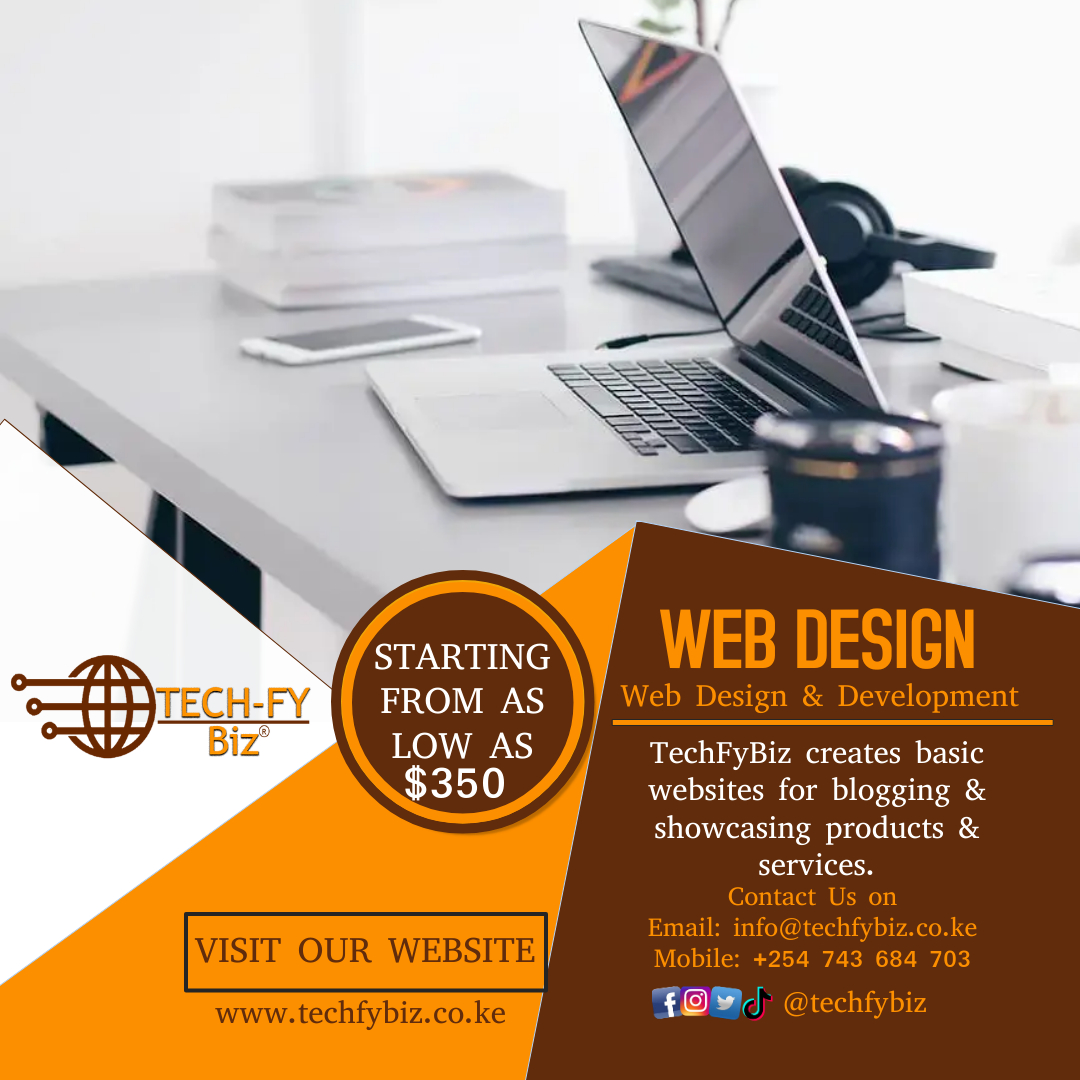 TECH-FY
Biz®
STARTING
FROM AS
LOW AS
$350
VISIT OUR WEBSITE
www.techfybiz.co.ke
WEB DESIGN
Web Design & Development
TechFyBiz creates basic
websites for blogging &
showcasing products &
services.
Contact Us on
Email: info@techfybiz.co.ke
Mobile: +254 743 684 703
@techfybiz